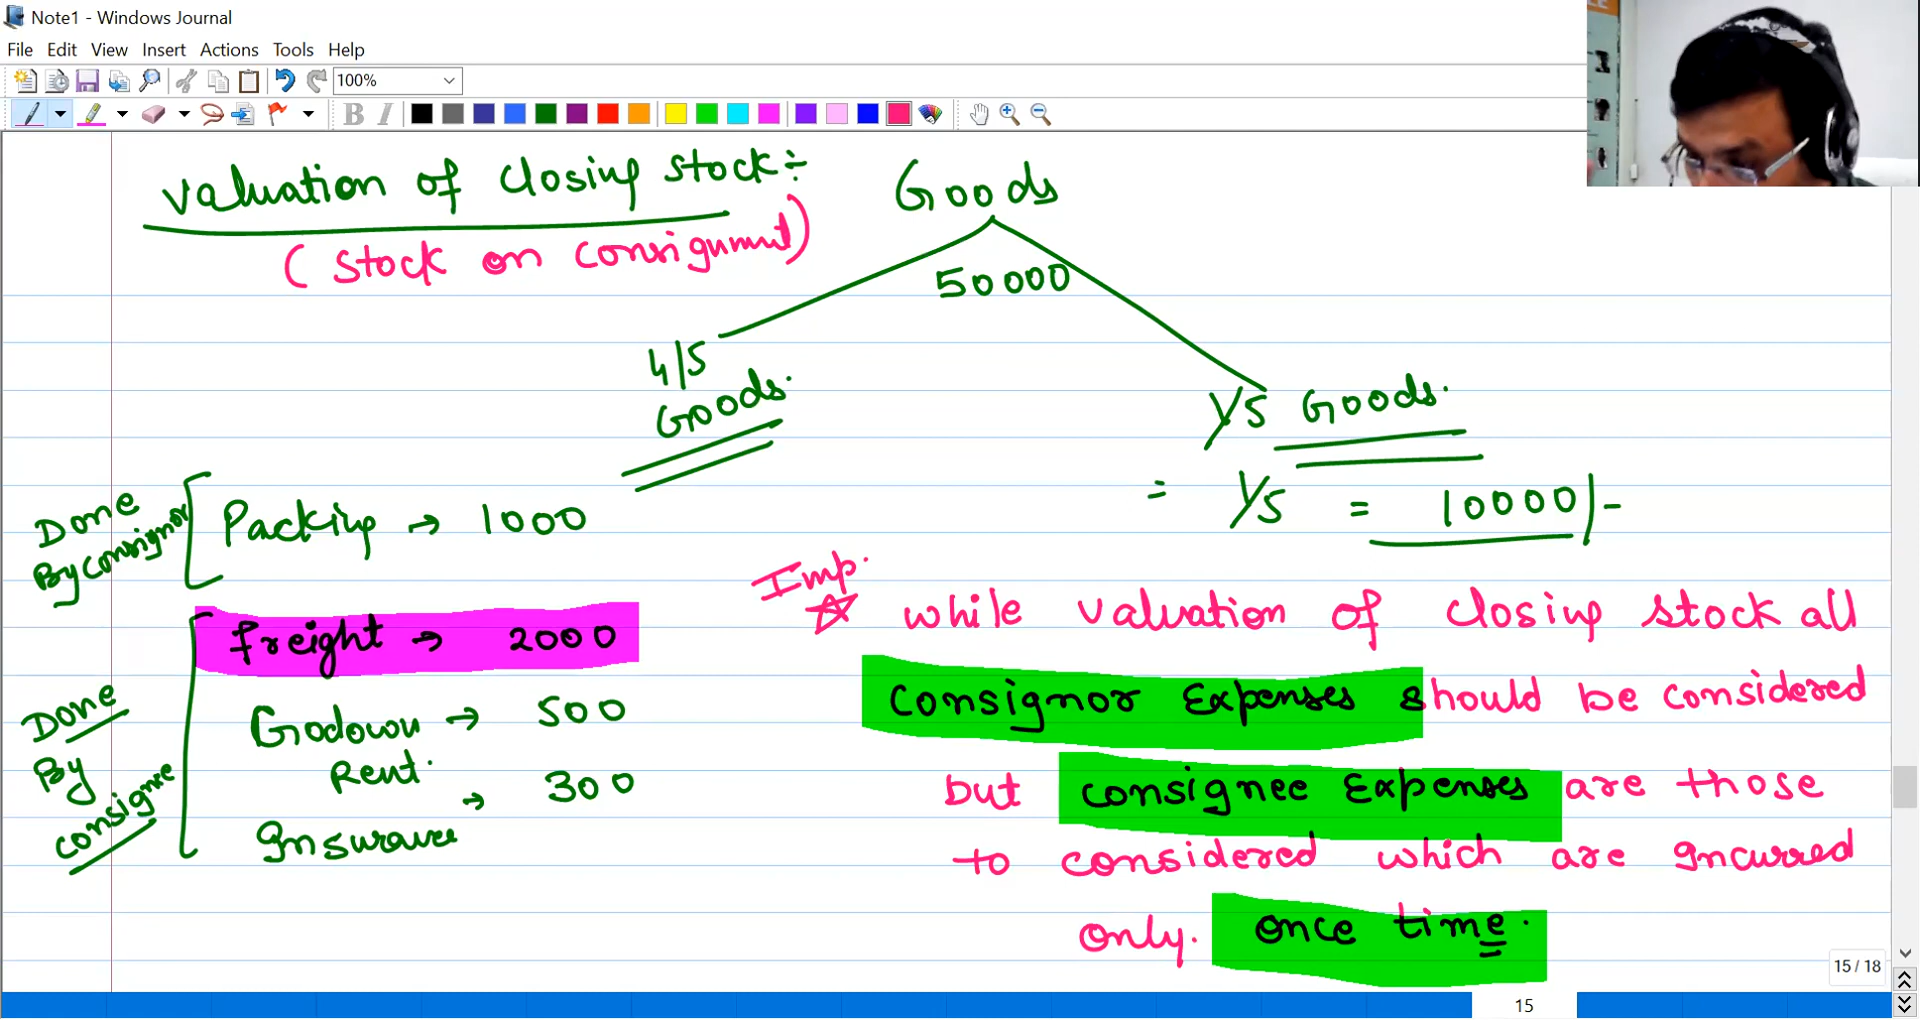 Note1 - Windows Journal
File Edit View Insert Actions Tools Help
100%
B I
Valuation of closing stock:-
(stock on consignment)
Goods
50000
4/5
Goods.
1/5 Goods.
= 1/5 = 10000/-
Done
By consignor
Packing → 1000
Done
By
consignee
freight → 2000
Godown → 500
Rent.
Insurance → 300
Imp.
while valuation of closing stock all
consignor Expenses should be considered
but consignee Expenses are those
to considered which are Incurred
only. once time.
15 / 18
15